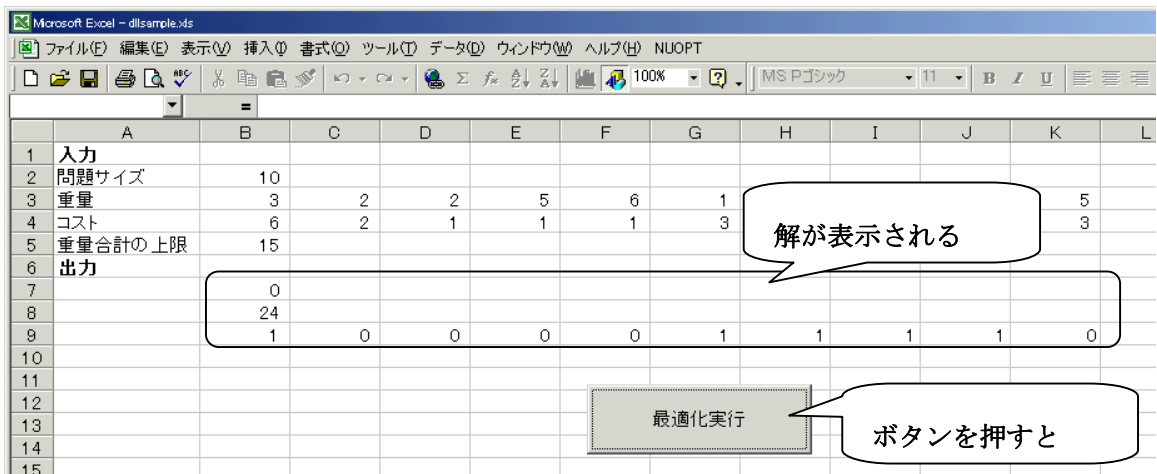 Microsoft Excel - dllsample.xls
ファイル(F) 編集(E) 表示(V) 挿入(I) 書式(O) ツール(T) データ(D) ウィンドウ(W) ヘルプ(H) NUOPT
100% MS Pゴシック 11 B I U
=
A B C D E F G H I J K L
1 入力
2 問題サイズ 10
3 重量 3 2 2 5 6 1 5
4 コスト 6 2 1 1 1 3 3
解が表示される
5 重量合計の上限 15
6 出力
7 0
8 24
9 1 0 0 0 0 1 1 1 1 0
10
11
12
最適化実行
13
ボタンを押すと
14
15